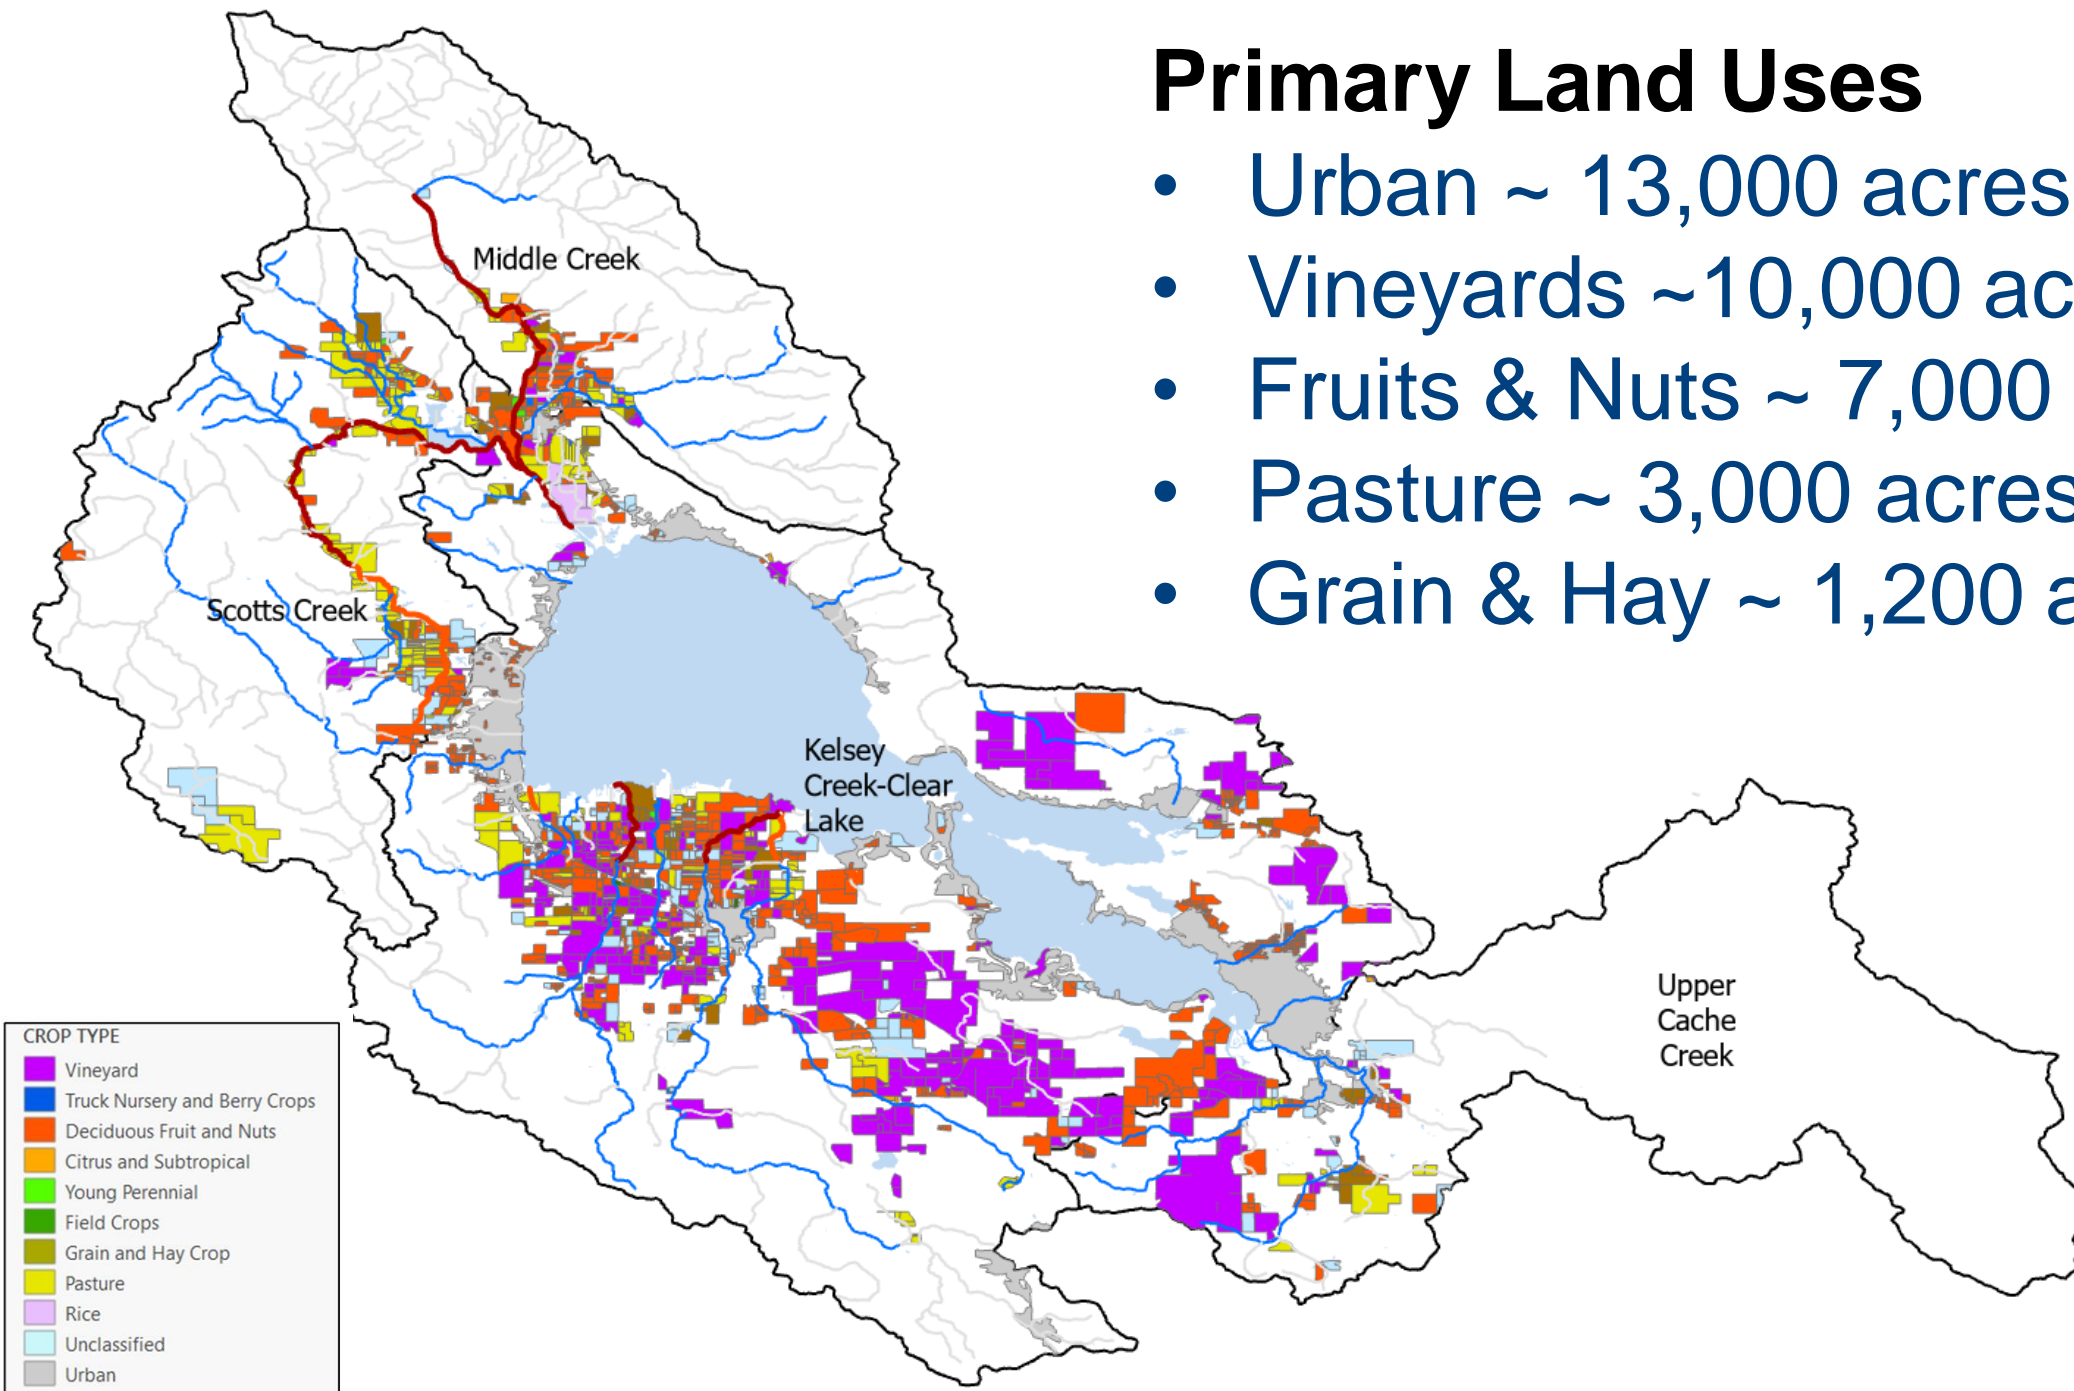 Primary Land Uses
• Urban ~ 13,000 acres
• Vineyards ~10,000 ac
• Fruits & Nuts ~ 7,000
• Pasture ~ 3,000 acres
• Grain & Hay ~ 1,200 a
Middle Creek
Scotts Creek
Kelsey
Creek-Clear
Lake
Upper
Cache
Creek
CROP TYPE
Vineyard
Truck Nursery and Berry Crops
Deciduous Fruit and Nuts
Citrus and Subtropical
Young Perennial
Field Crops
Grain and Hay Crop
Pasture
Rice
Unclassified
Urban